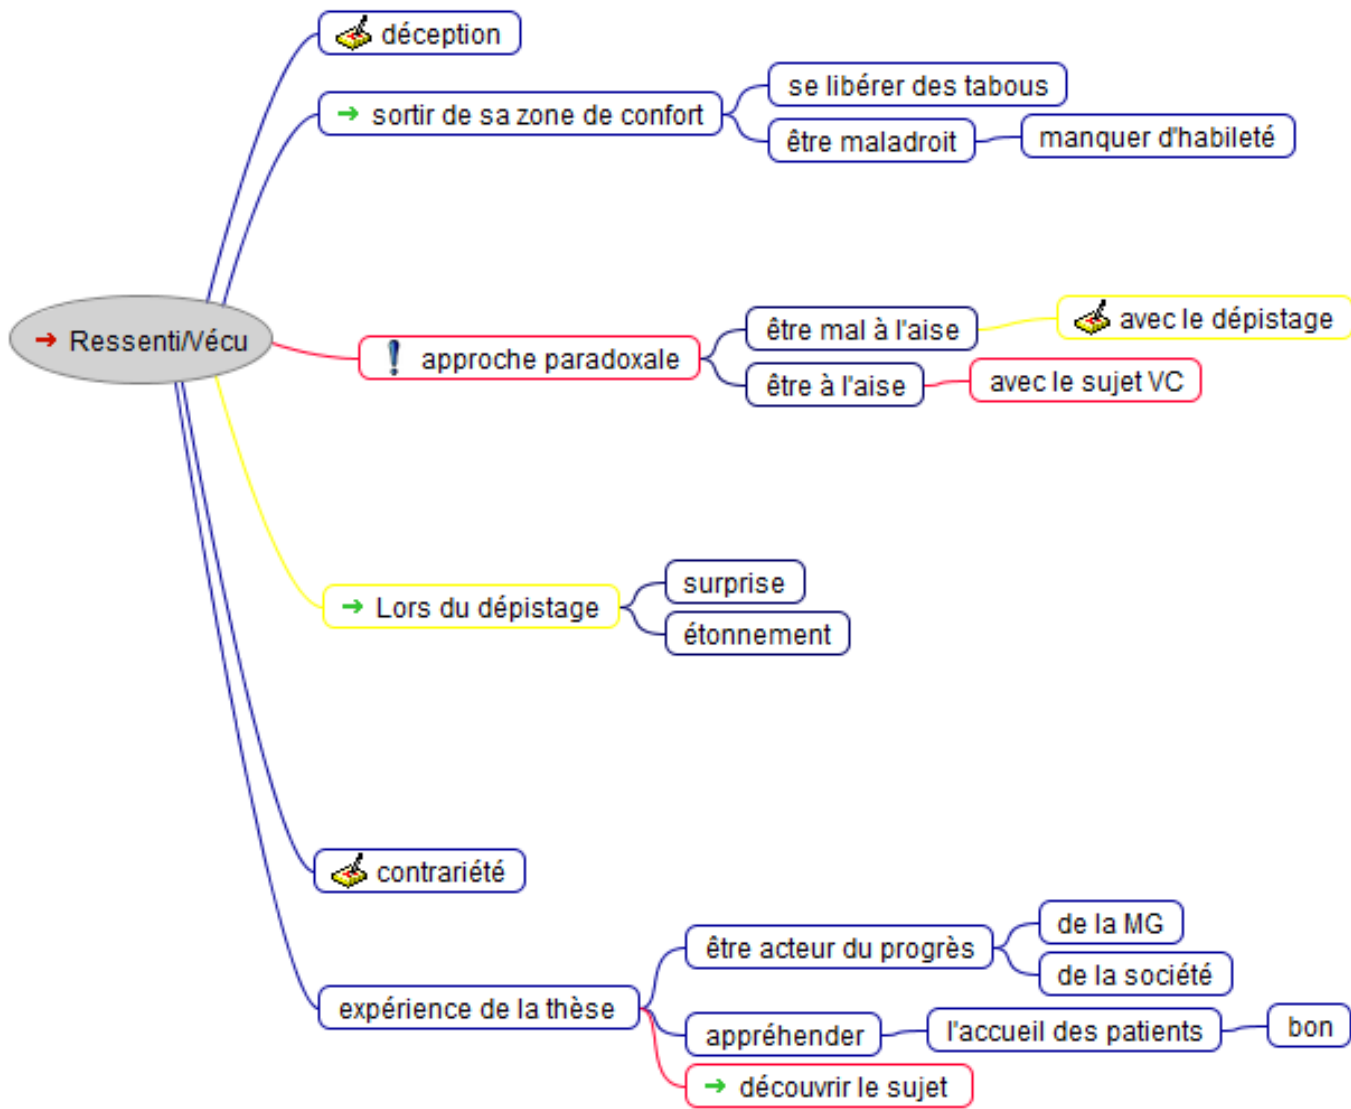 déception
sortir de sa zone de confort
se libérer des tabous
être maladroit
manquer d'habileté
Ressenti/Vécu
approche paradoxale
être mal à l'aise
avec le dépistage
être à l'aise
avec le sujet VC
Lors du dépistage
surprise
étonnement
contrariété
expérience de la thèse
être acteur du progrès
de la MG
de la société
appréhender
l'accueil des patients
bon
découvrir le sujet